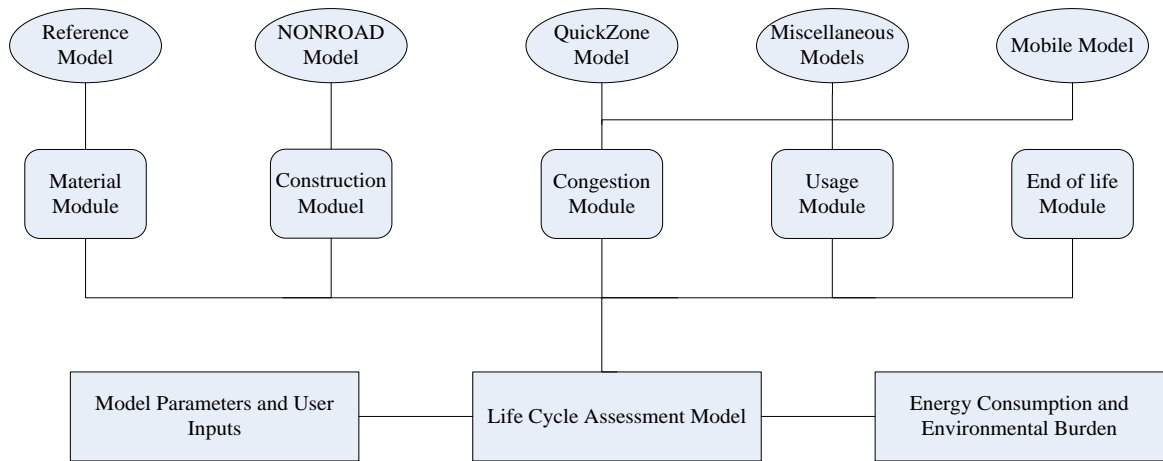 Reference
Model
NONROAD
Model
QuickZone
Model
Miscellaneous
Models
Mobile Model
Material
Module
Construction
Moduel
Congestion
Module
Usage
Module
End of life
Module
Model Parameters and User
Inputs
Life Cycle Assessment Model
Energy Consumption and
Environmental Burden